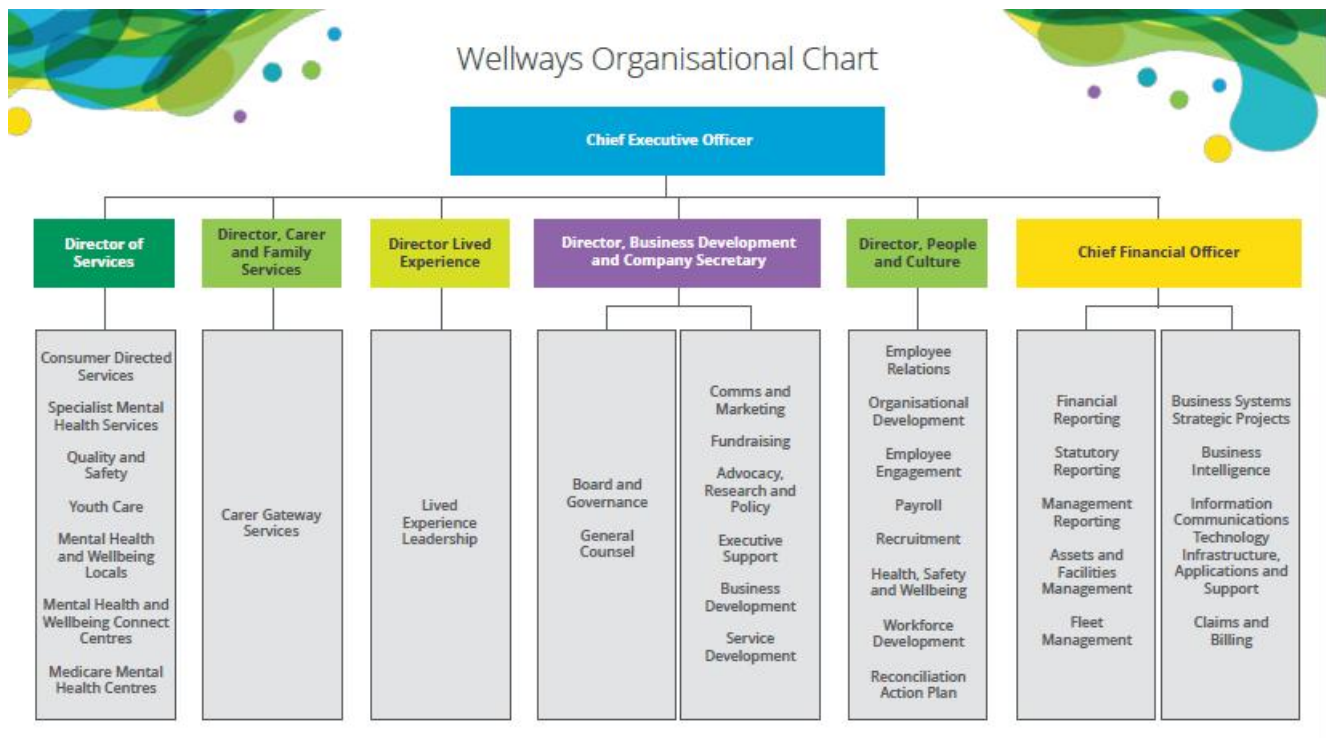 Wellways Organisational Chart
Chief Executive Officer
Director of
Services
Director, Carer
and Family
Services
Director Lived
Experience
Director, Business Development
and Company Secretary
Director, People
and Culture
Chief Financial Officer
Consumer Directed
Services
Specialist Mental
Health Services
Quality and
Safety
Youth Care
Mental Health
and Wellbeing
Locals
Mental Health and
Wellbeing Connect
Centres
Medicare Mental
Health Centres
Carer Gateway
Services
Lived
Experience
Leadership
Board and
Governance
General
Counsel
Comms and
Marketing
Fundraising
Advocacy,
Research and
Policy
Executive
Support
Business
Development
Service
Development
Employee
Relations
Organisational
Development
Employee
Engagement
Payroll
Recruitment
Health, Safety
and Wellbeing
Workforce
Development
Reconciliation
Action Plan
Financial
Reporting
Statutory
Reporting
Management
Reporting
Assets and
Facilities
Management
Fleet
Management
Business Systems
Strategic Projects
Business
Intelligence
Information
Communications
Technology
Infrastructure,
Applications and
Support
Claims and
Billing